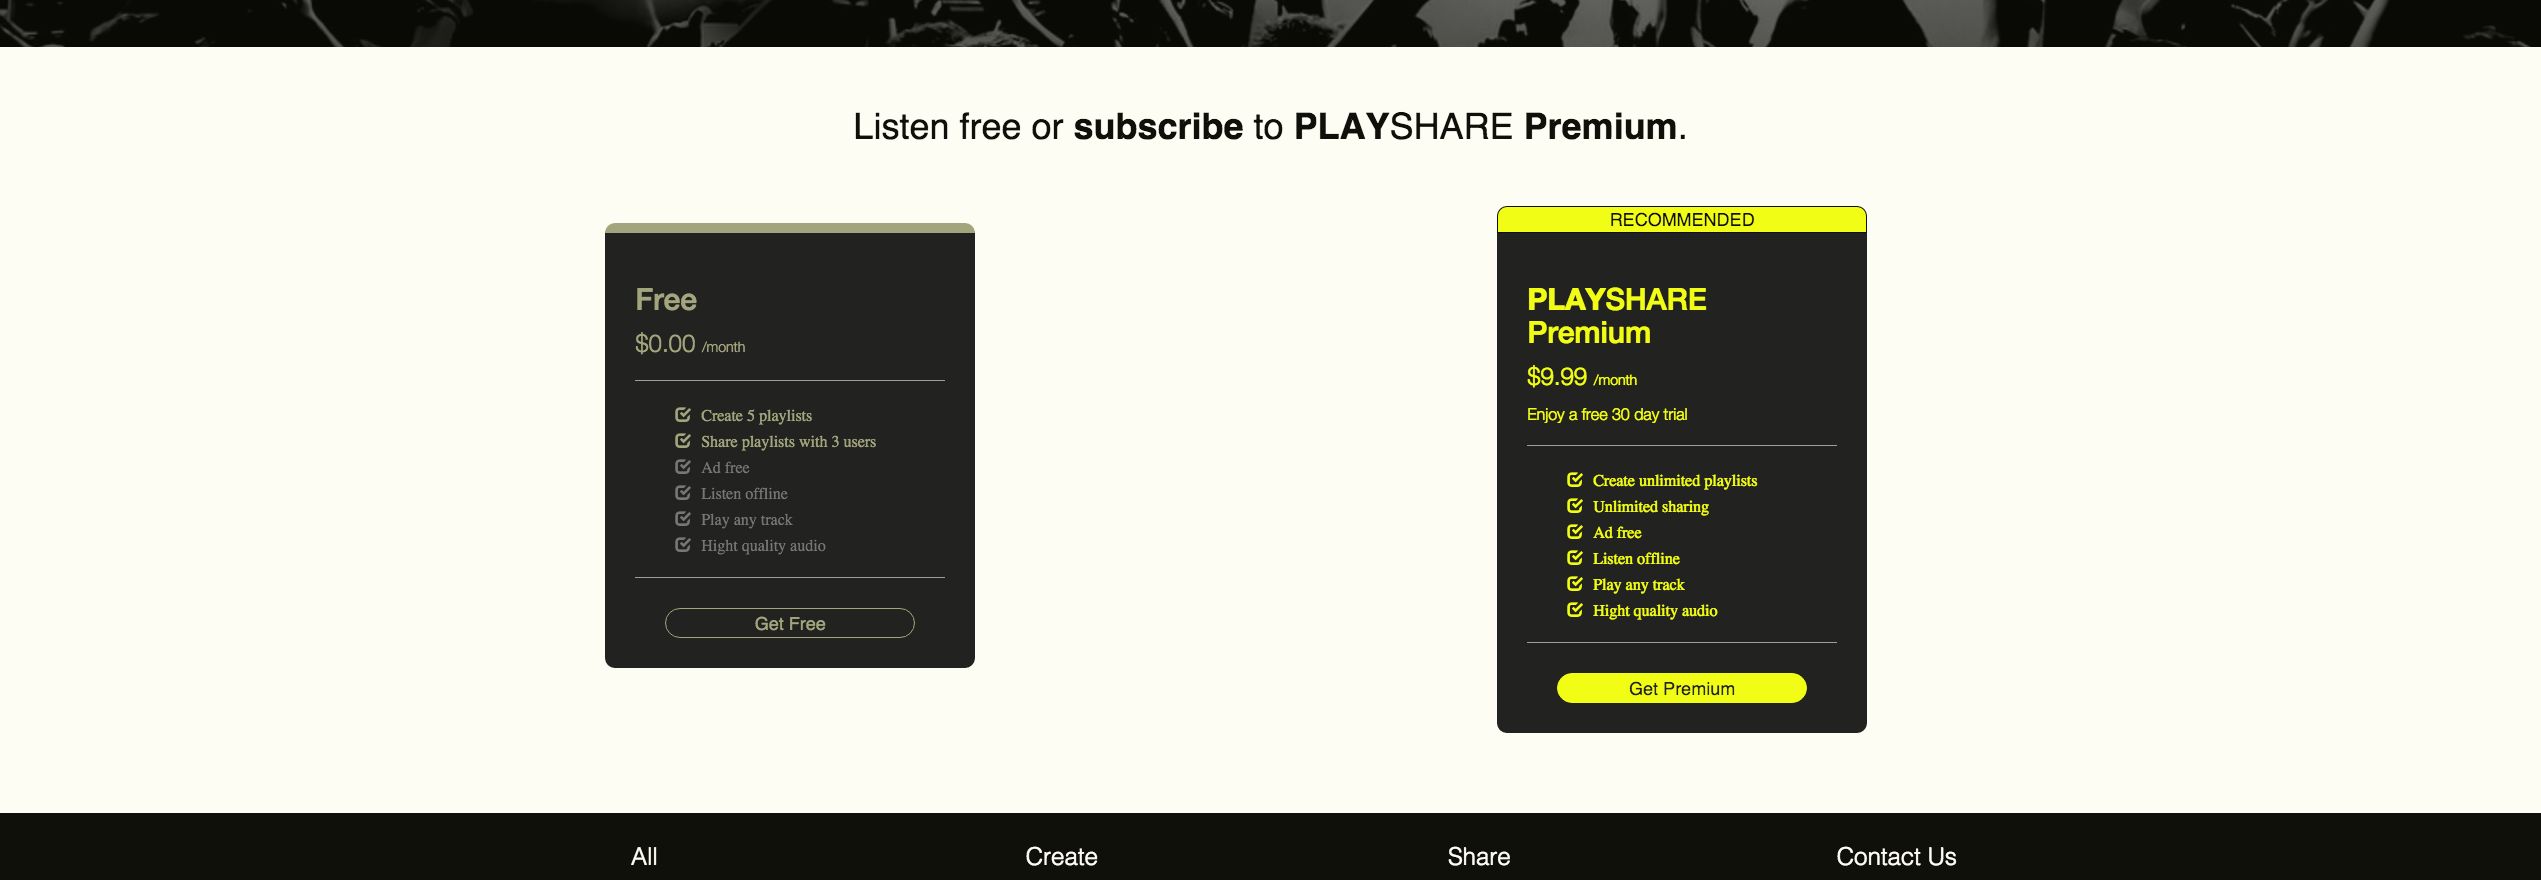 Listen free or subscribe to PLAYSHARE Premium.
Free
$0.00 /month
Create 5 playlists
Share playlists with 3 users
Ad free
Listen offline
Play any track
Hight quality audio
Get Free
RECOMMENDED
PLAYSHARE
Premium
$9.99 /month
Enjoy a free 30 day trial
Create unlimited playlists
Unlimited sharing
Ad free
Listen offline
Play any track
Hight quality audio
Get Premium
All
Create
Share
Contact Us